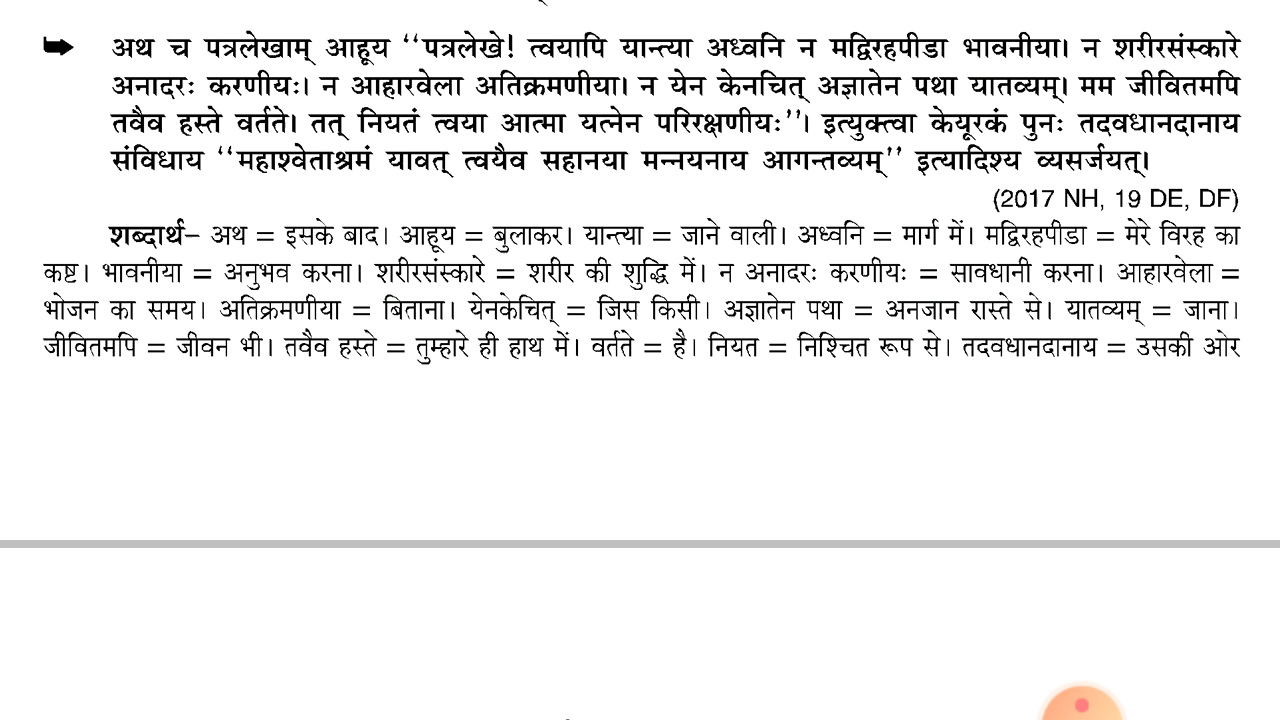 अथ च पत्रलेखाम् आहूय ‘‘पत्रलेखे! त्वयापि यान्त्या अध्वनि न मद्विरहपीडा भावनीया। न शरीरसंस्कारे
अनादरः करणीयः। न आहारवेला अतिक्रमणीया। न येन केनचित् अज्ञातेन पथा यातव्यम्। मम जीवितमपि
तवैव हस्ते वर्तते। तत् नियतं त्वया आत्मा यत्नेन परिरक्षणीयः’’। इत्युक्त्वा केयूरकं पुनः तदवधानदानाय
संविधाय ‘‘महाश्वेताश्रमं यावत् त्वयैव सहानया मन्नयनाय आगन्तव्यम्’’ इत्यादिश्य व्यसर्जयत्।
(2017 NH, 19 DE, DF)
शब्दार्थ– अथ = इसके बाद। आहूय = बुलाकर। यान्त्या = जाने वाली। अध्वनि = मार्ग में। मद्विरहपीडा = मेरे विरह का
कष्ट। भावनीया = अनुभव करना। शरीरसंस्कारे = शरीर की शुद्धि में। न अनादरः करणीयः = सावधानी करना। आहारवेला =
भोजन का समय। अतिक्रमणीया = बिताना। येनकेचित् = जिस किसी। अज्ञातेन पथा = अनजान रास्ते से। यातव्यम् = जाना।
जीवितमपि = जीवन भी। तवैव हस्ते = तुम्हारे ही हाथ में। वर्तते = है। नियत = निश्चित रूप से। तदवधानदानाय = उसकी ओर